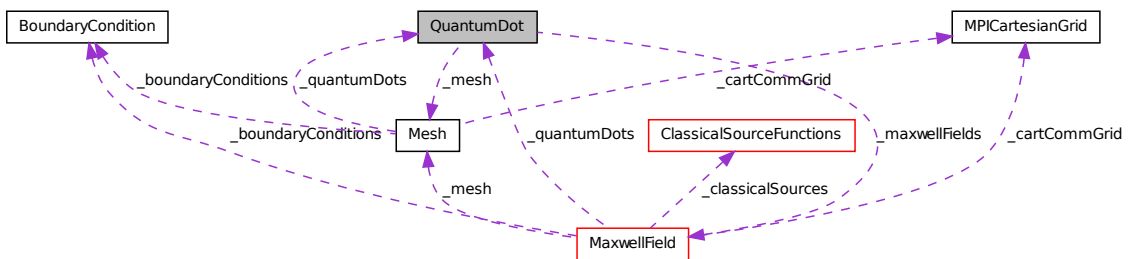 BoundaryCondition
QuantumDot
MPICartesianGrid
_boundaryConditions
_quantumDots
_mesh
_cartCommGrid
Mesh
ClassicalSourceFunctions
_boundaryConditions
_quantumDots
_maxwellFields
_cartCommGrid
_mesh
_classicalSources
MaxwellField